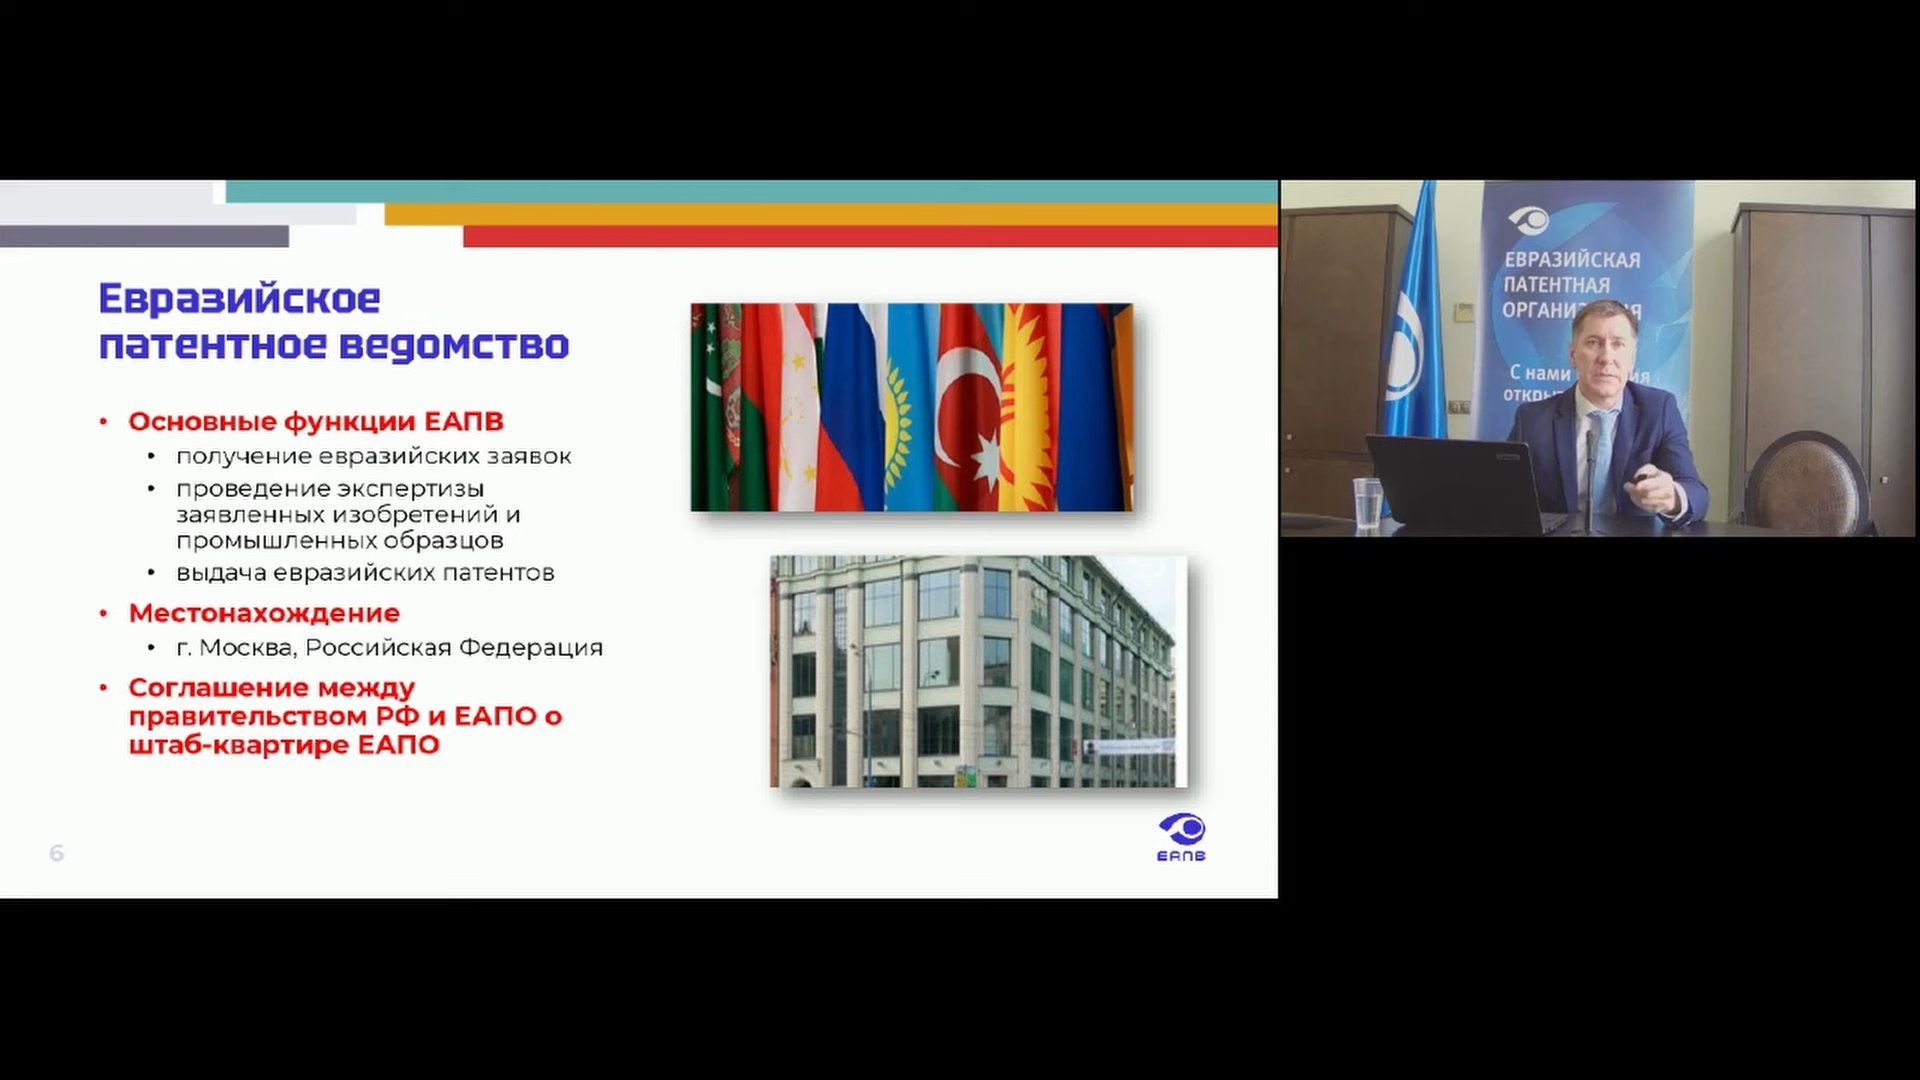 Евразийское
патентное ведомство
• Основные функции ЕАПВ
• получение евразийских заявок
• проведение экспертизы
заявленных изобретений и
промышленных образцов
• выдача евразийских патентов
• Местонахождение
• г. Москва, Российская Федерация
• Соглашение между
правительством РФ и ЕАПО о
штаб-квартире ЕАПО
6
ЕАПВ
ЕВРАЗИЙСКАЯ
ПАТЕНТНАЯ
С нами